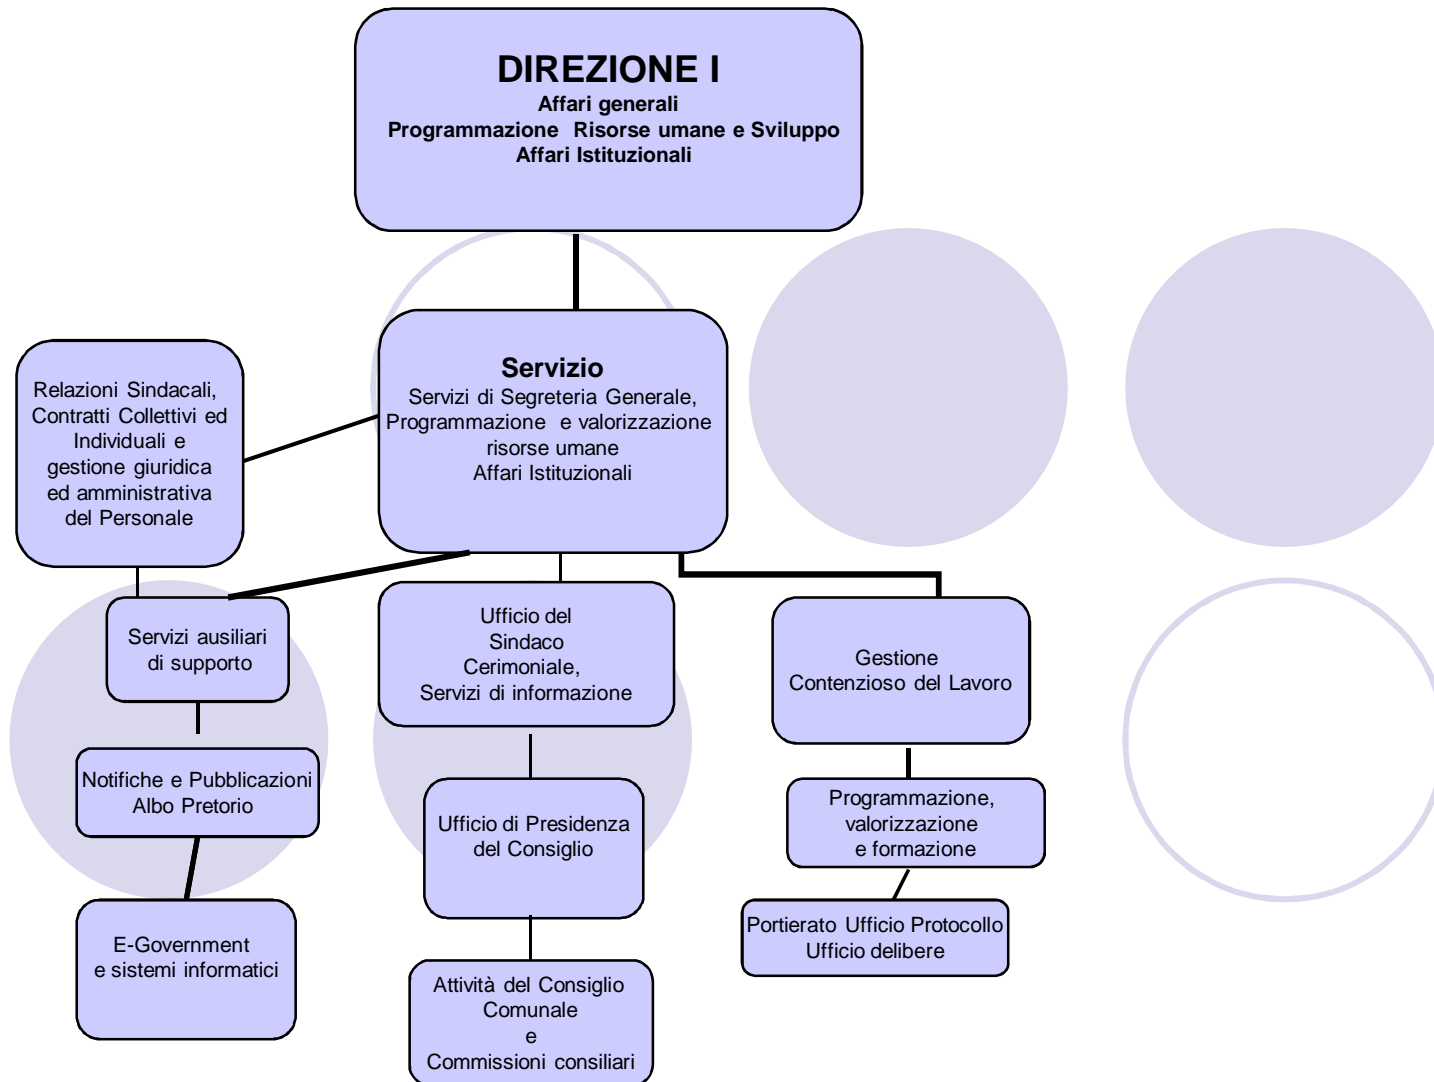 DIREZIONE I
Affari generali
Programmazione Risorse umane e Sviluppo
Affari Istituzionali
Servizio
Servizi di Segreteria Generale,
Programmazione e valorizzazione
risorse umane
Affari Istituzionali
Relazioni Sindacali,
Contratti Collettivi ed
Individuali e
gestione giuridica
ed amministrativa
del Personale
Servizi ausiliari
di supporto
Ufficio del
Sindaco
Cerimoniale,
Servizi di informazione
Gestione
Contenzioso del Lavoro
Notifiche e Pubblicazioni
Albo Pretorio
Ufficio di Presidenza
del Consiglio
Programmazione,
valorizzazione
e formazione
E-Government
e sistemi informatici
Portierato Ufficio Protocollo
Ufficio delibere
Attività del Consiglio
Comunale
e
Commissioni consiliari